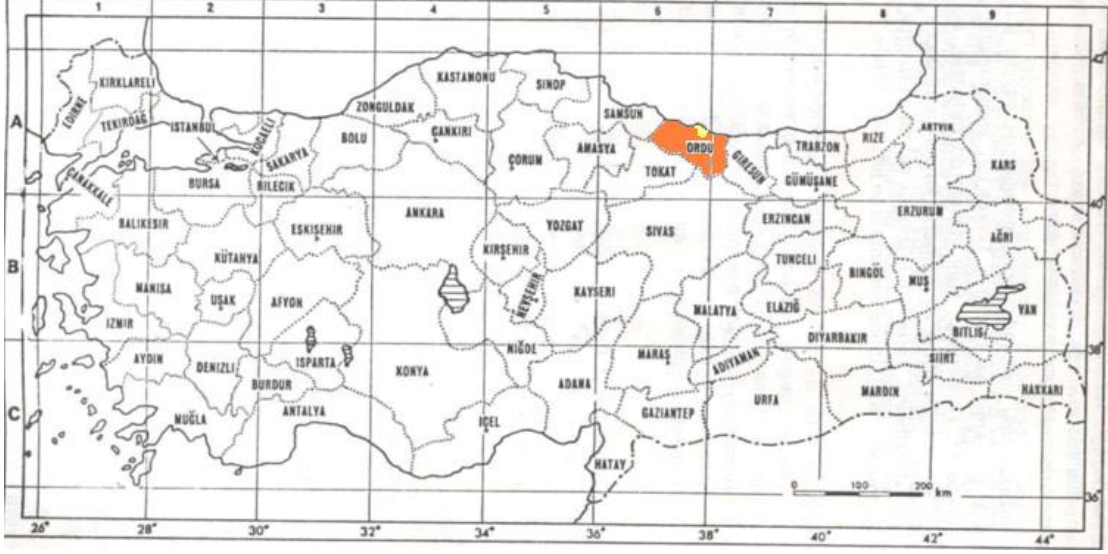 1 2 3 4 5 6 7 8 9
KIRKLARELİ
EDİRNE
TEKİRDAĞ
İSTANBUL
KOCAELİ
SAKARYA
ÇANAKKALE
BURSA
BİLECİK
BOLU
ZONGULDAK
KASTAMONU
ÇANKIRI
SİNOP
SAMSUN
ÇORUM
AMASYA
TOKAT
ORDU
GİRESUN
TRABZON
GÜMÜŞANE
RİZE
ARTVİN
KARS
A
40°
BALIKESİR
KÜTAHYA
ESKİŞEHİR
ANKARA
KIRŞEHİR
YOZGAT
SİVAS
ERZİNCAN
ERZURUM
AĞRI
B
MANİSA
UŞAK
AFYON
NEVŞEHİR
KAYSERİ
MALATYA
TUNCELİ
ELAZIĞ
BİNGÖL
MUŞ
BİTLİS
VAN
İZMİR
38°
AYDIN
DENİZLİ
ISPARTA
BURDUR
KONYA
NİĞDE
ADANA
MARAŞ
ADIYAMAN
DİYARBAKIR
SİİRT
C
MUĞLA
ANTALYA
İÇEL
GAZİANTEP
URFA
MARDİN
HAKKARİ
HATAY
0 100 200 km
36°
26° 28° 30° 32° 34° 36° 38° 40 42° 44°